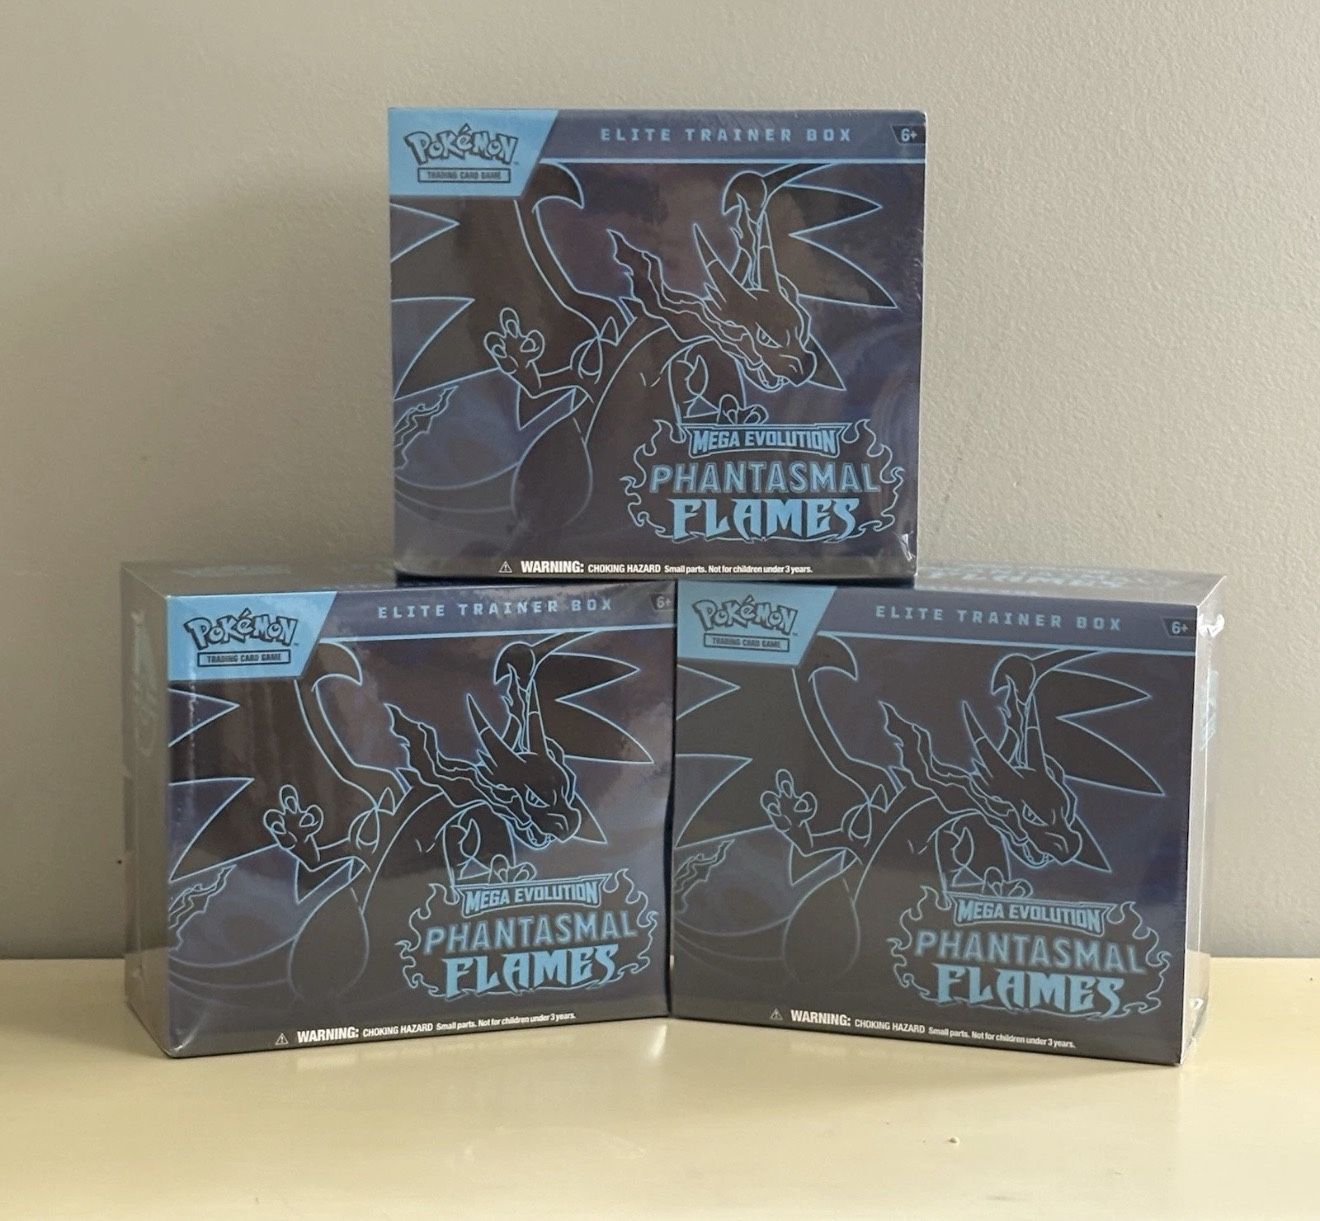 POKéMON
TRADING CARD GAME
ELITE TRAINER BOX
6+
MEGA EVOLUTION
PHANTASMAL
FLAMES
WARNING: CHOKING HAZARD Small parts. Not for children under 3 years.
POKéMON
TRADING CARD GAME
ELITE TRAINER BOX
6+
MEGA EVOLUTION
PHANTASMAL
FLAMES
WARNING: CHOKING HAZARD Small parts. Not for children under 3 years.
FLAMES
POKéMON
TRADING CARD GAME
ELITE TRAINER BOX
6+
MEGA EVOLUTION
PHANTASMAL
FLAMES
WARNING: CHOKING HAZARD Small parts. Not for children under 3 years.